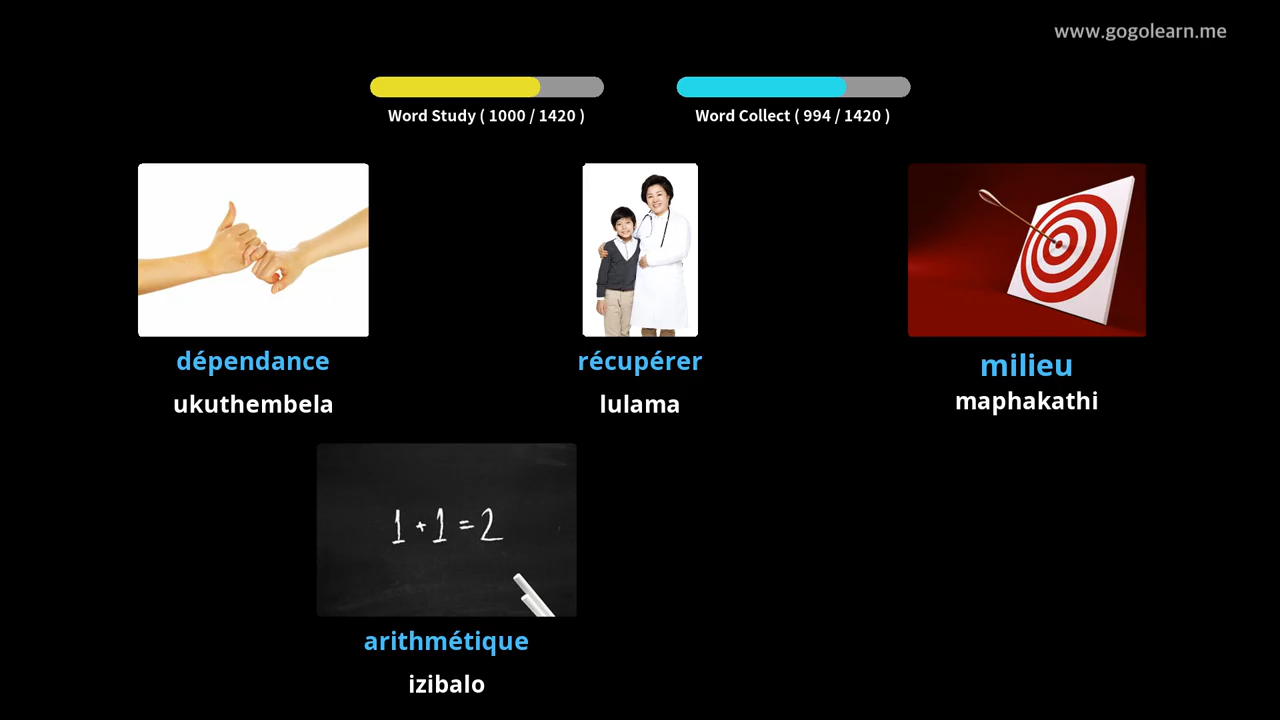 www.gogolearn.me
Word Study ( 1000 / 1420 )
Word Collect ( 994 / 1420 )
dépendance
ukuthembela
récupérer
lulama
milieu
maphakathi
1 + 1 = 2
arithmétique
izibalo